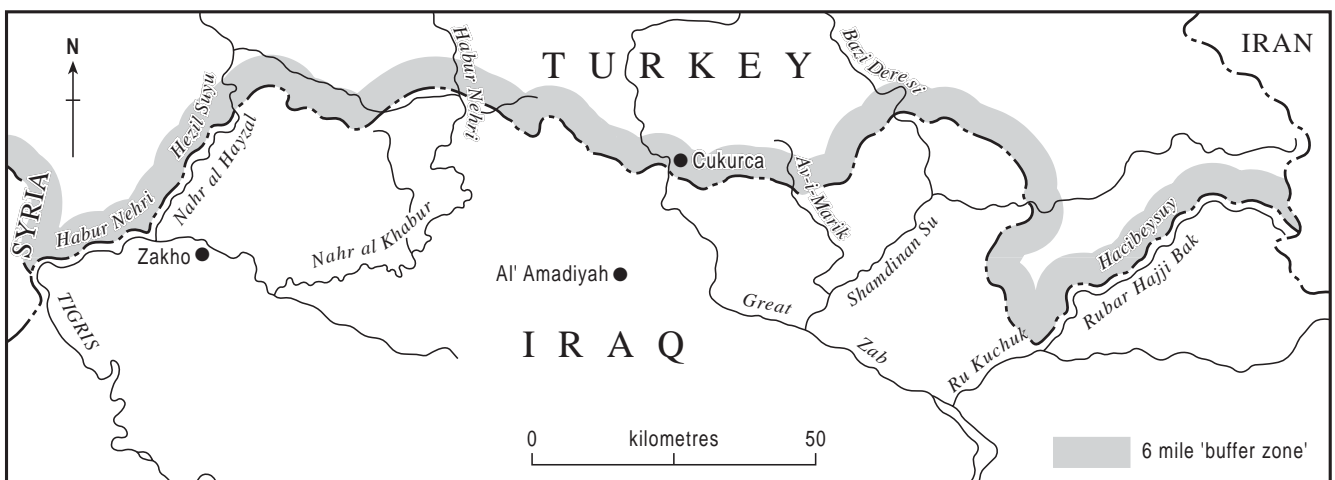 N
TURKEY
IRAN
Habur Nehri
Bazi Deresi
Hezil Suyu
Nahr al Hayzal
Cukurca
SYRIA
Habur Nehri
Av-i-Marik
Hacibeysuy
Zakho
Nahr al Khabur
Al' Amadiyah
Shamdinan Su
Rubar Hajji Bak
TIGRIS
Great
IRAQ
Zab
Ru Kuchuk
0 kilometres 50
6 mile 'buffer zone'